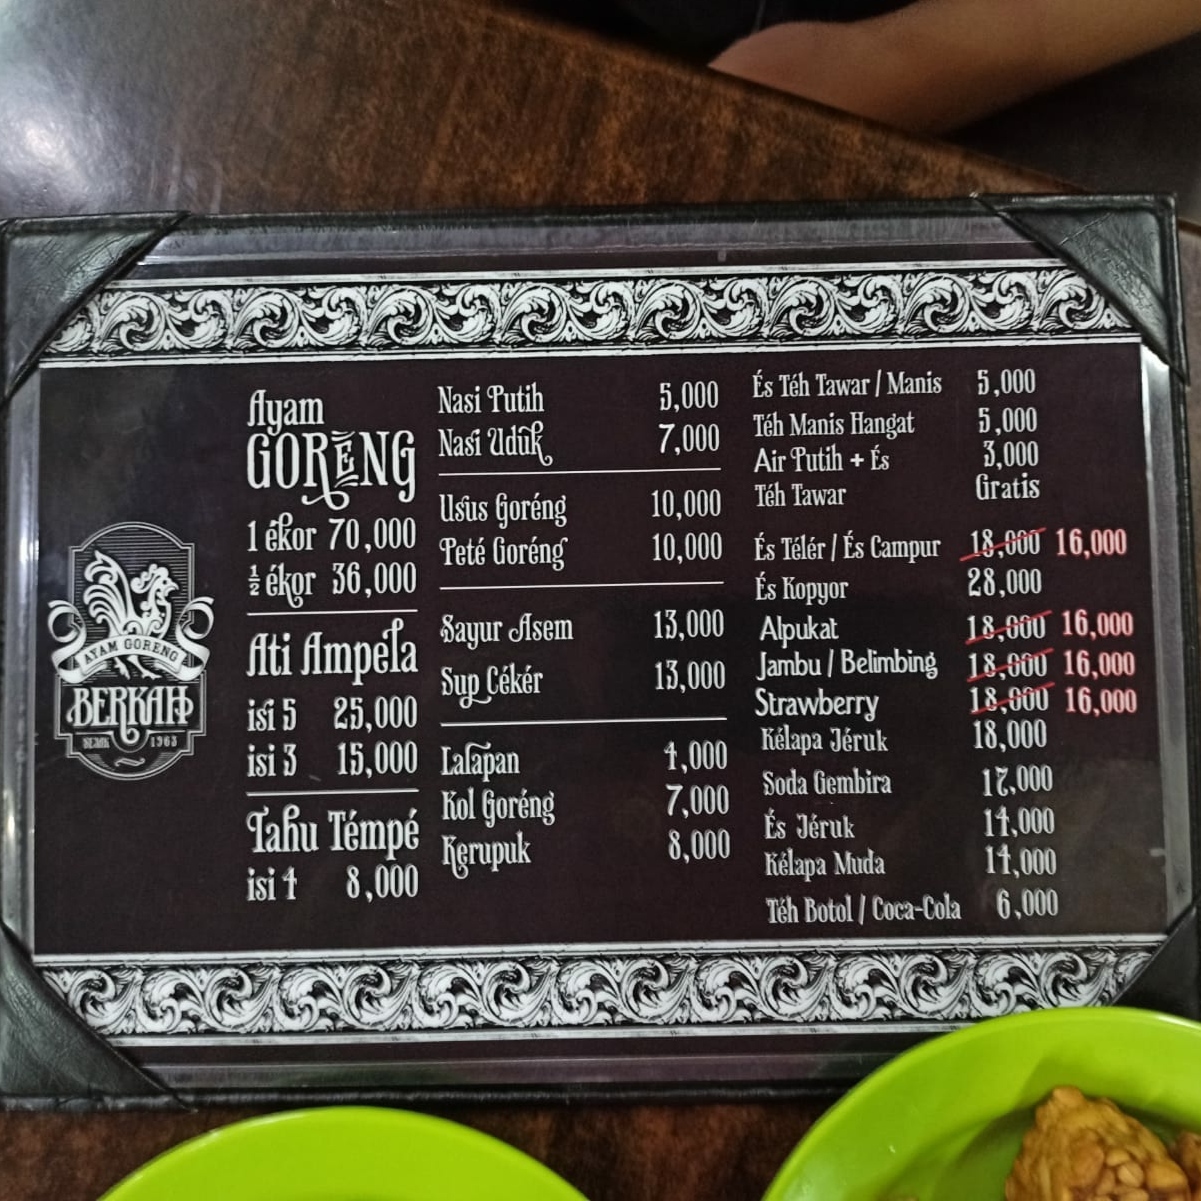 AYAM GORENG
BERKAH
SEJAK 1963
Ayam
GORÉNG
1 ékor 70,000
½ ékor 36,000
Ati Ampela
isi 5 25,000
isi 3 15,000
Tahu Témpé
isi 4 8,000
Nasi Putih 5,000
Nasi Uduk 7,000
Usus Goréng 10,000
Peté Goréng 10,000
Sayur Asem 13,000
Sup Cékér 13,000
Lalapan 4,000
Kol Goréng 7,000
Kerupuk 8,000
És Téh Tawar / Manis 5,000
Téh Manis Hangat 5,000
Air Putih + És 3,000
Téh Tawar Gratis
És Télér / És Campur 18,000 16,000
És Kopyor 28,000
Alpukat 18,000 16,000
Jambu / Belimbing 18,000 16,000
Strawberry 18,000 16,000
Kélapa Jéruk 18,000
Soda Gembira 17,000
És Jéruk 14,000
Kélapa Muda 14,000
Téh Botol / Coca-Cola 6,000